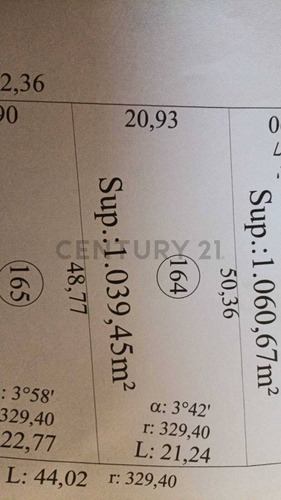 2,36
90
20,93
Sup.:1.039,45m²
Sup.:1.060,67m²
CENTURY 21
165
48,77
164
50,36
: 3°58'
329,40
22,77
α: 3°42'
r: 329,40
L: 21,24
L: 44,02 r: 329,40